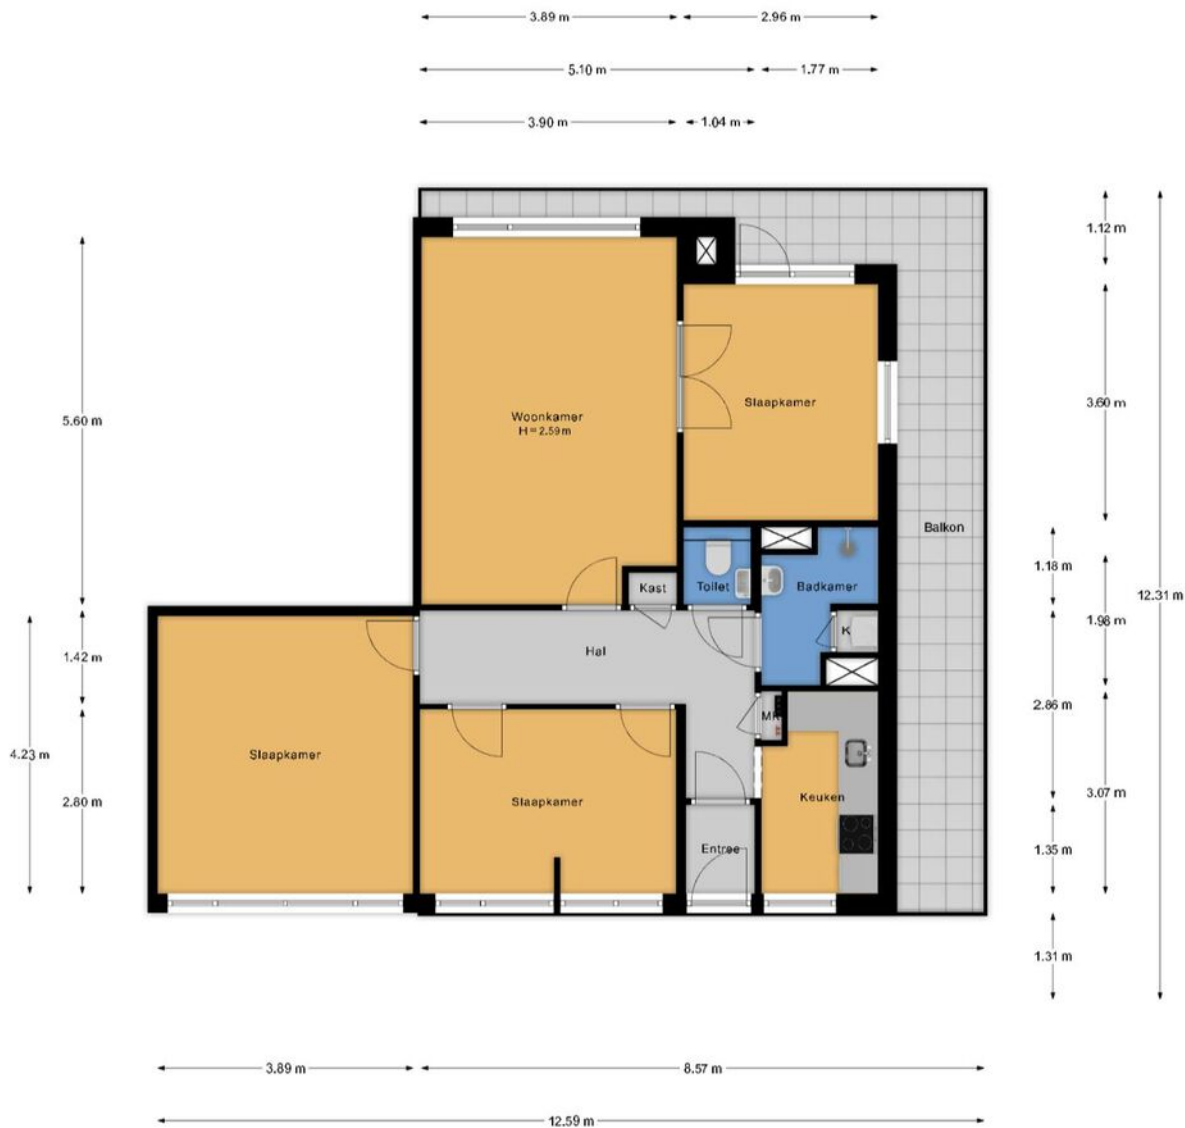 3.89 m
2.96 m
5.10 m
1.77 m
3.90 m
1.04 m
1.12 m
5.60 m
3.60 m
Woonkamer
H = 2.59m
Slaapkamer
Balkon
Kast
Toilet
Badkamer
1.18 m
12.31 m
1.98 m
K
Hal
1.42 m
2.86 m
MK
4.23 m
Slaapkamer
Slaapkamer
2.80 m
Keuken
3.07 m
Entree
1.35 m
1.31 m
3.89 m
8.57 m
12.59 m